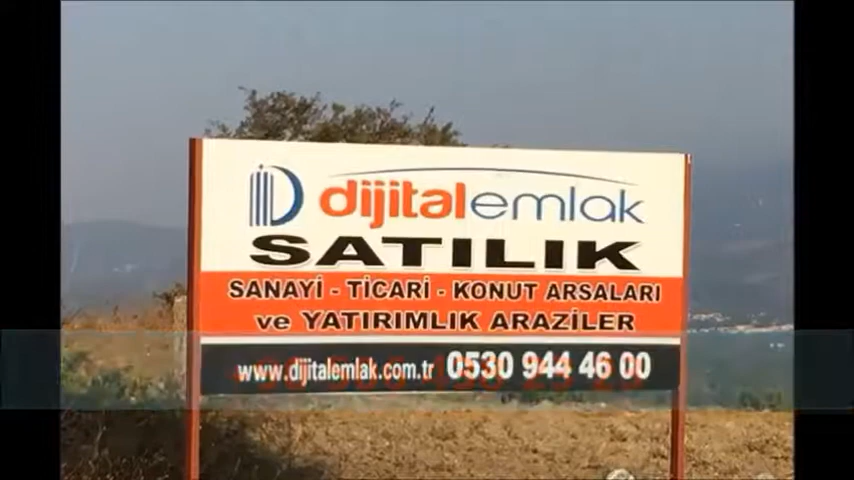 dijitalemlak
SATILIK
SANAYİ - TİCARİ - KONUT ARSALARI
ve YATIRIMLIK ARAZİLER
www.dijitalemlak.com.tr 0530 944 46 00